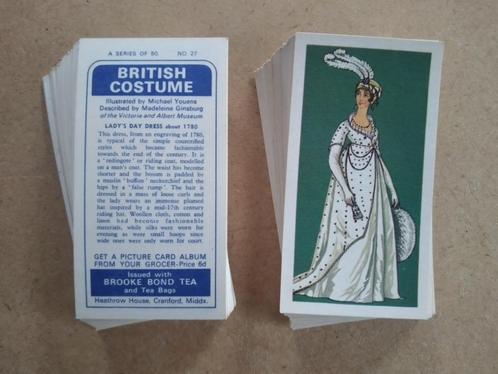 A SERIES OF 50. NO 27
BRITISH
COSTUME
Illustrated by Michael Youens
Described by Madeleine Ginsburg
of the Victoria and Albert Museum
LADY'S DAY DRESS about 1780
This dress, from an engraving of 1780,
is typical of the simple controlled
styles which became fashionable
towards the end of the century. It is
a 'redingote' or riding coat, modelled
on a man's coat. The waist has become
shorter and the bosom is padded by
a muslin 'buffon' neckerchief and the
hips by a 'false rump'. The hair is
dressed in a mass of loose curls and
the lady wears an immense plumed
hat inspired by a mid-17th century
riding hat. Woollen cloth, cotton and
linen had become fashionable
materials, while silks were worn for
evening as were small hoops since
wide ones were only worn for court.
GET A PICTURE CARD ALBUM
FROM YOUR GROCER-Price 6d
Issued with
BROOKE BOND TEA
and Tea Bags
Heathrow House, Cranford, Middx.